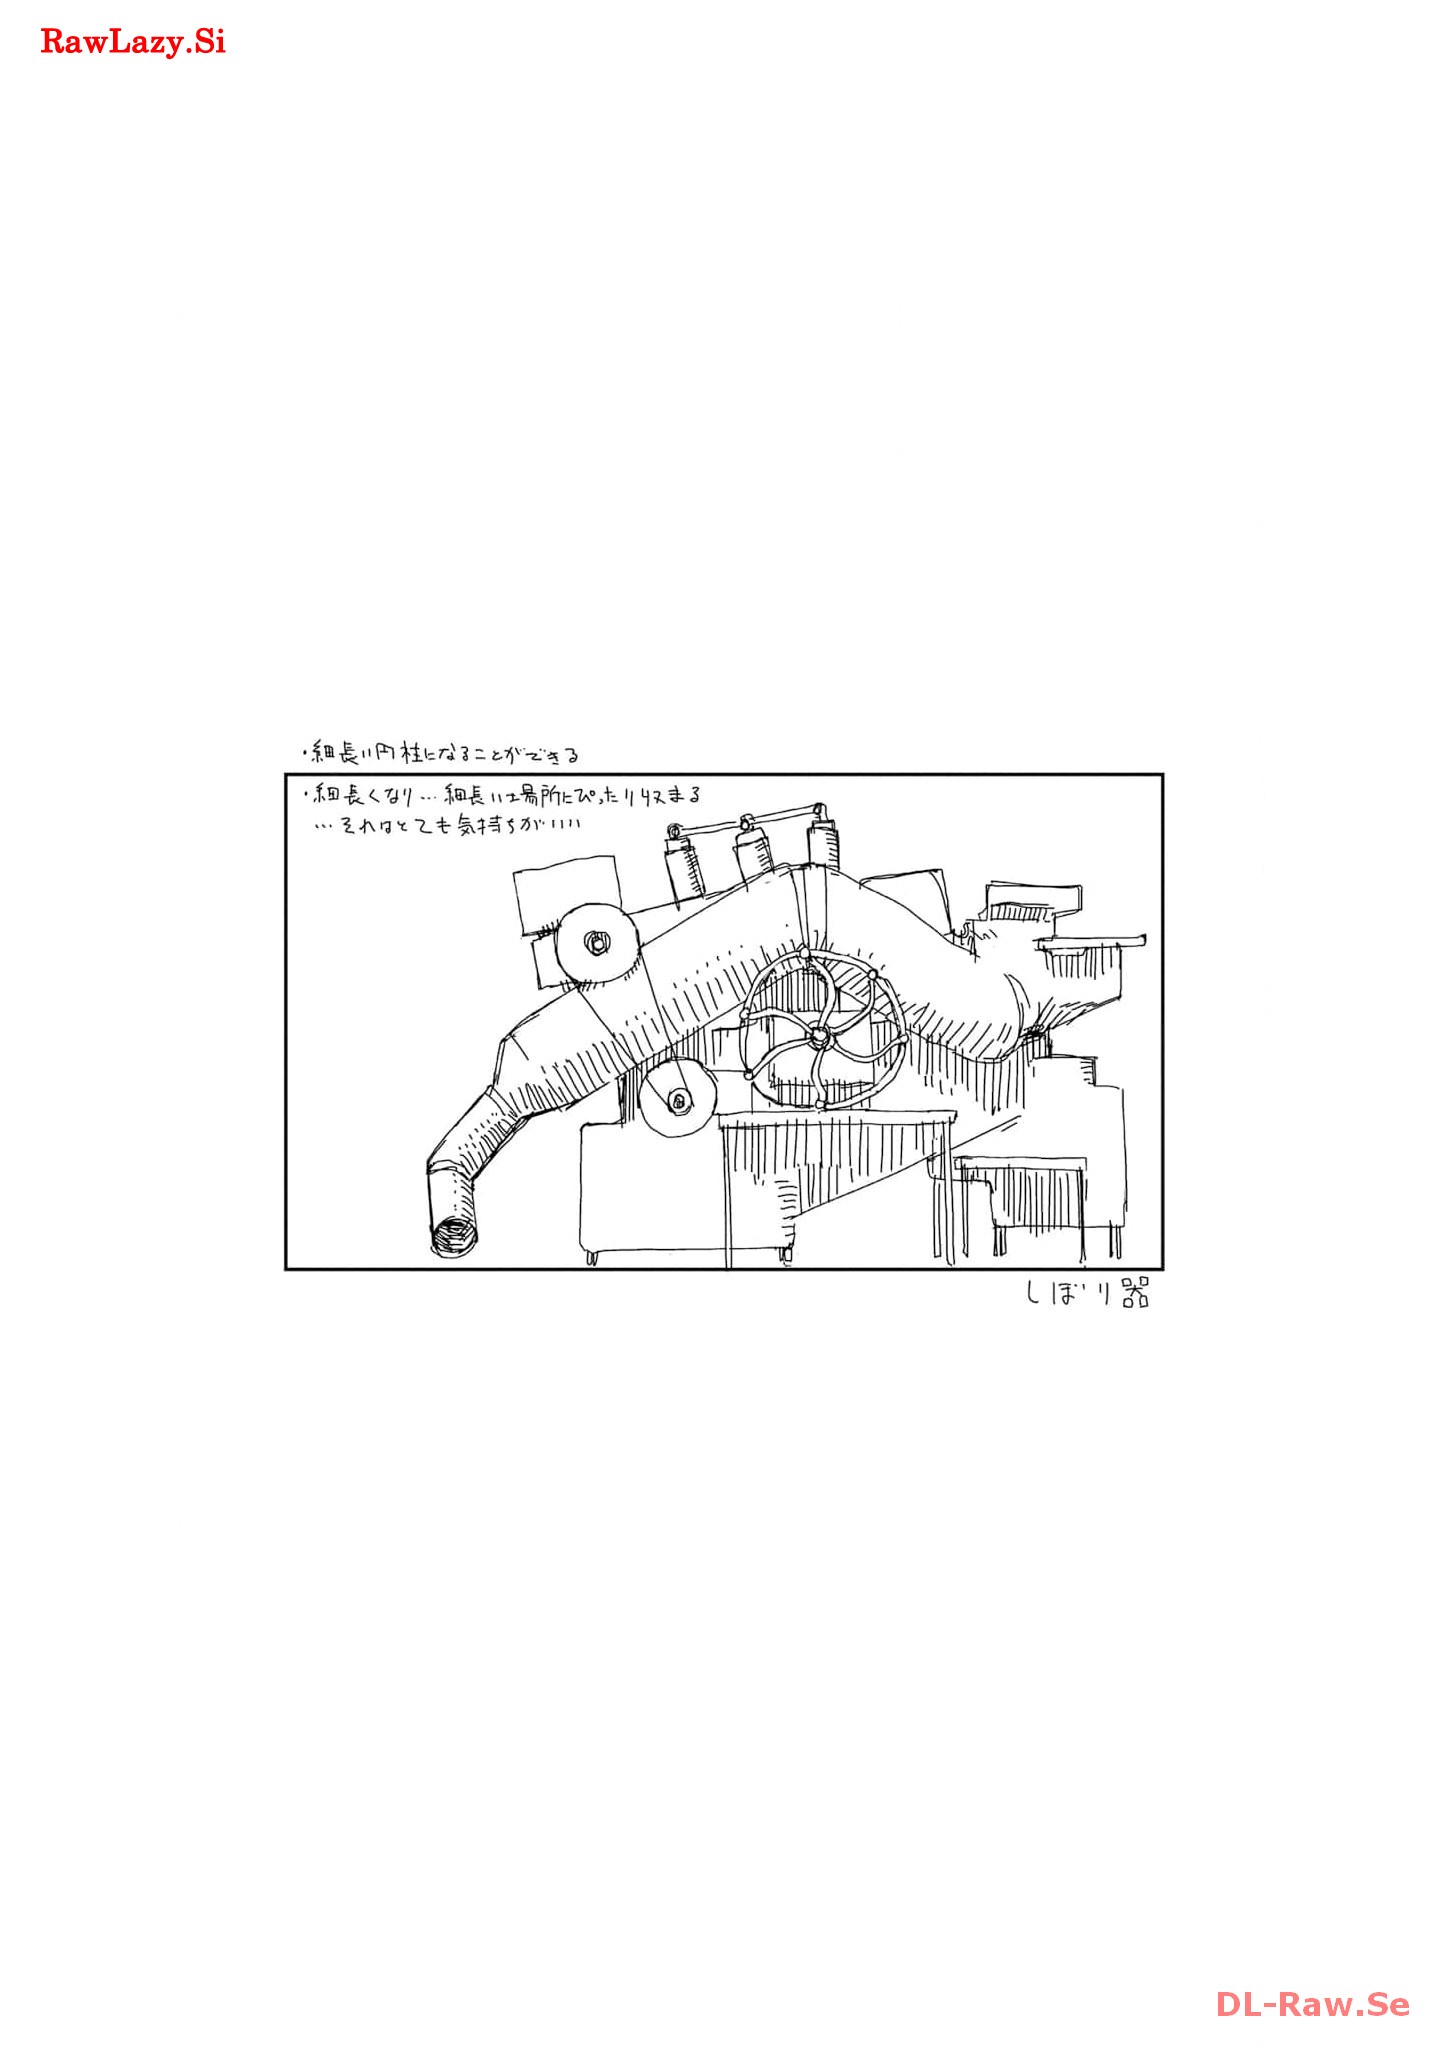 RawLazy.Si
・細長い円柱になることができる
・細長くなり…細長い場所にぴったり収まる
…それはとても気持ちがいい
しぼり器
DL-Raw.Se